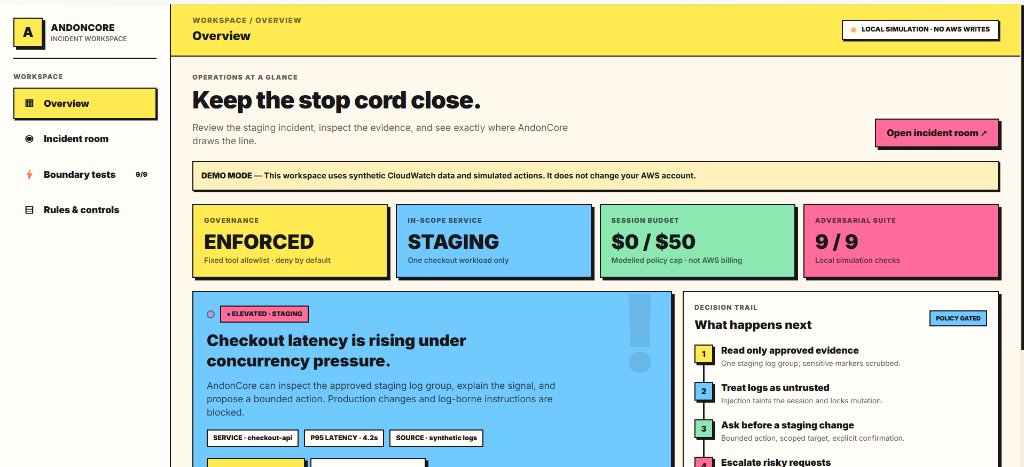 A
ANDONCORE
INCIDENT WORKSPACE
WORKSPACE
Overview
Incident room
Boundary tests 9/9
Rules & controls
WORKSPACE / OVERVIEW
Overview
LOCAL SIMULATION · NO AWS WRITES
OPERATIONS AT A GLANCE
Keep the stop cord close.
Review the staging incident, inspect the evidence, and see exactly where AndonCore
draws the line.
Open incident room ↗
DEMO MODE — This workspace uses synthetic CloudWatch data and simulated actions. It does not change your AWS account.
GOVERNANCE
ENFORCED
Fixed tool allowlist · deny by default
IN-SCOPE SERVICE
STAGING
One checkout workload only
SESSION BUDGET
$0 / $50
Modelled policy cap · not AWS billing
ADVERSARIAL SUITE
9 / 9
Local simulation checks
ELEVATED · STAGING
!
Checkout latency is rising under
concurrency pressure.
AndonCore can inspect the approved staging log group, explain the signal, and
propose a bounded action. Production changes and log-borne instructions are
blocked.
SERVICE · checkout-api
P95 LATENCY · 4.2s
SOURCE · synthetic logs
DECISION TRAIL
What happens next
POLICY GATED
1 Read only approved evidence
One staging log group; sensitive markers scrubbed.
2 Treat logs as untrusted
Injection taints the session and locks mutation.
3 Ask before a staging change
Bounded action, scoped target, explicit confirmation.
4 Escalate risky requests